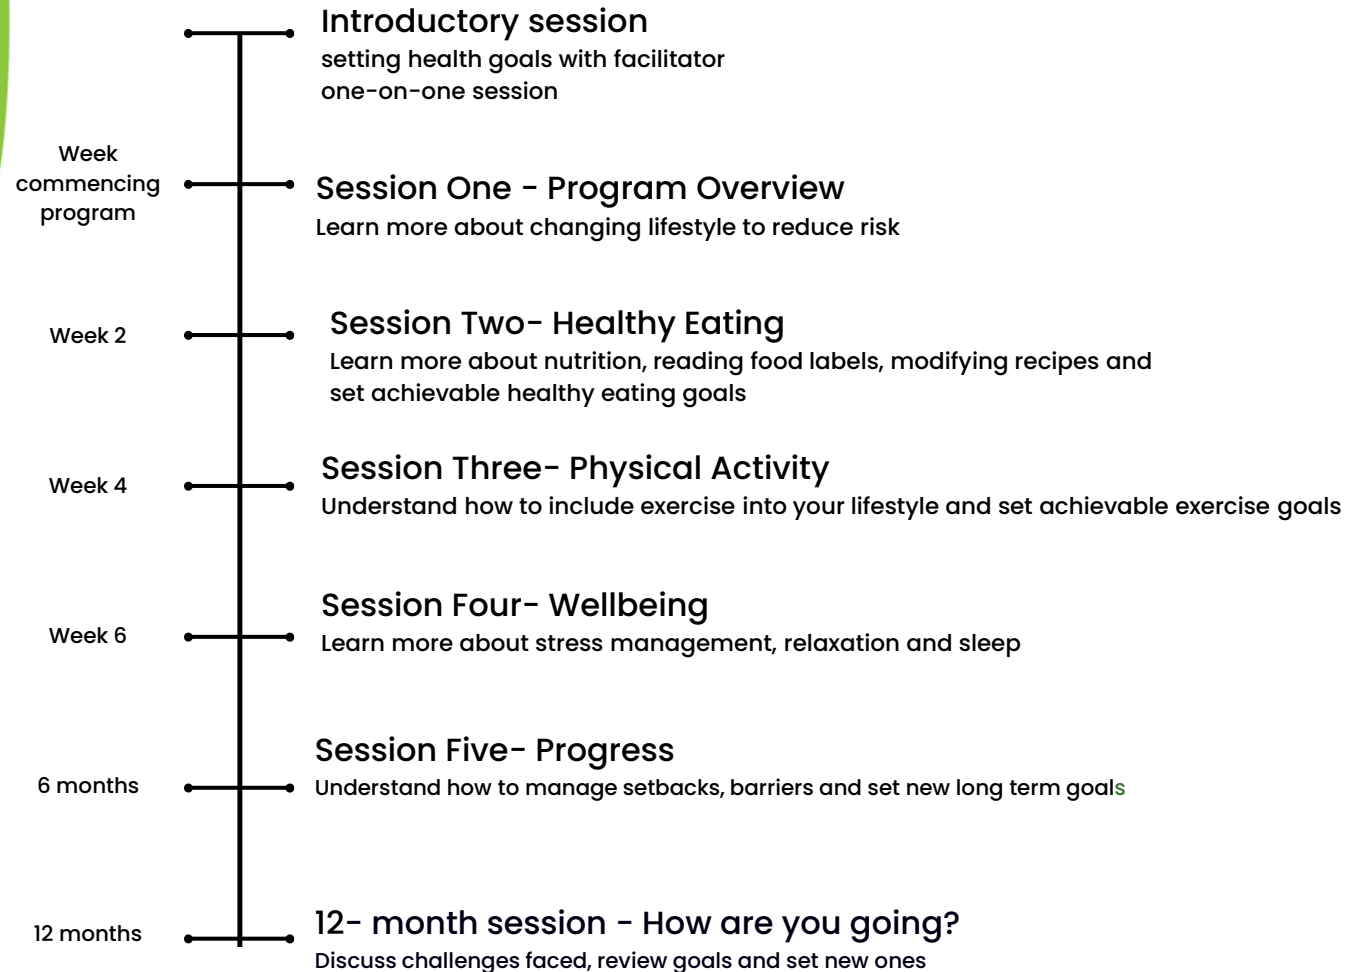 Introductory session
setting health goals with facilitator
one-on-one session
Week
commencing
program
Session One - Program Overview
Learn more about changing lifestyle to reduce risk
Week 2
Session Two- Healthy Eating
Learn more about nutrition, reading food labels, modifying recipes and
set achievable healthy eating goals
Week 4
Session Three- Physical Activity
Understand how to include exercise into your lifestyle and set achievable exercise goals
Week 6
Session Four- Wellbeing
Learn more about stress management, relaxation and sleep
6 months
Session Five- Progress
Understand how to manage setbacks, barriers and set new long term goals
12 months
12- month session - How are you going?
Discuss challenges faced, review goals and set new ones